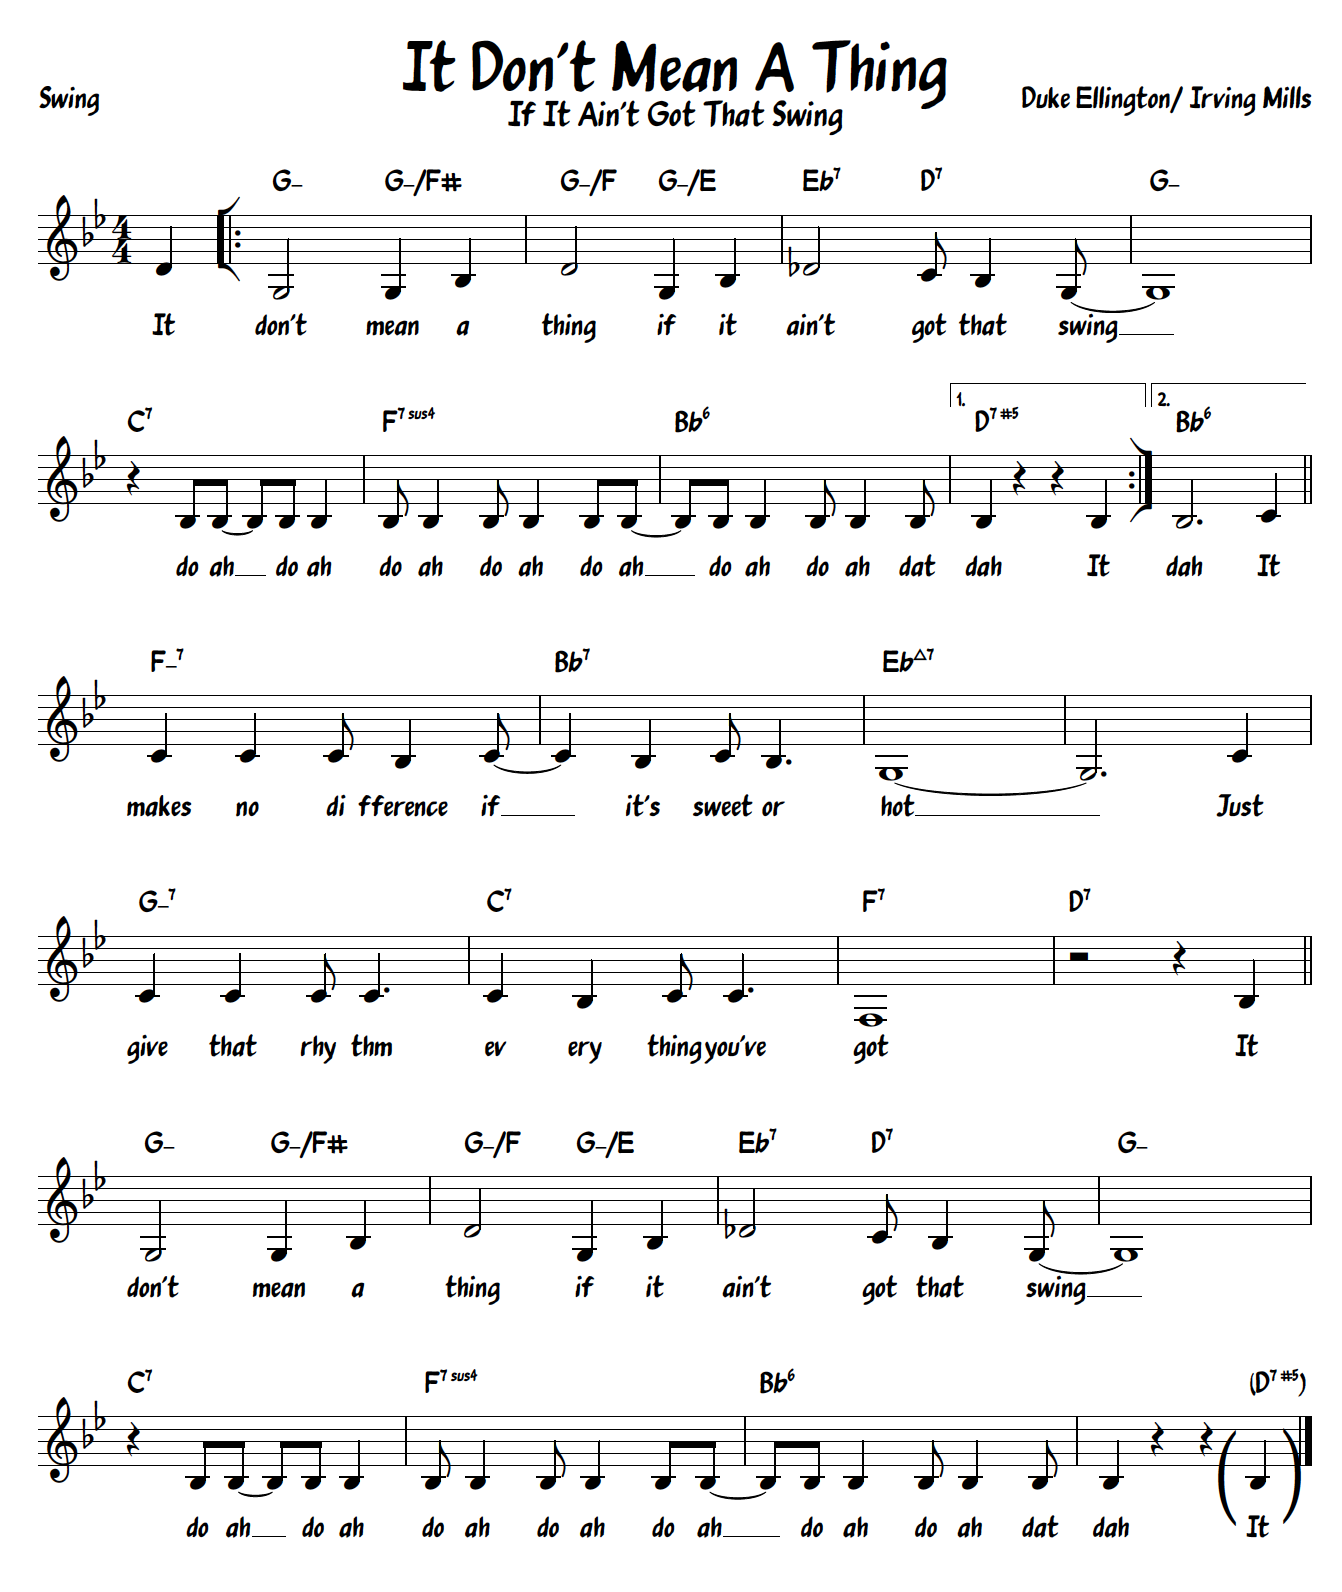 It Don't Mean A Thing
If It Ain't Got That Swing
Swing
Duke Ellington/ Irving Mills
G– G–/F# G–/F G–/E Eb7 D7 G–
It don't mean a thing if it ain't got that swing
1. 2.
C7 F7 sus4 Bb6 D7 #5 Bb6
do ah do ah do ah do ah do ah do ah do ah dat dah It dah It
F–7 Bb7 Eb△7
makes no di fference if it's sweet or hot Just
G–7 C7 F7 D7
give that rhy thm ev ery thing you've got It
G– G–/F# G–/F G–/E Eb7 D7 G–
don't mean a thing if it ain't got that swing
C7 F7 sus4 Bb6 (D7 #5)
do ah do ah do ah do ah do ah do ah do ah dat dah It